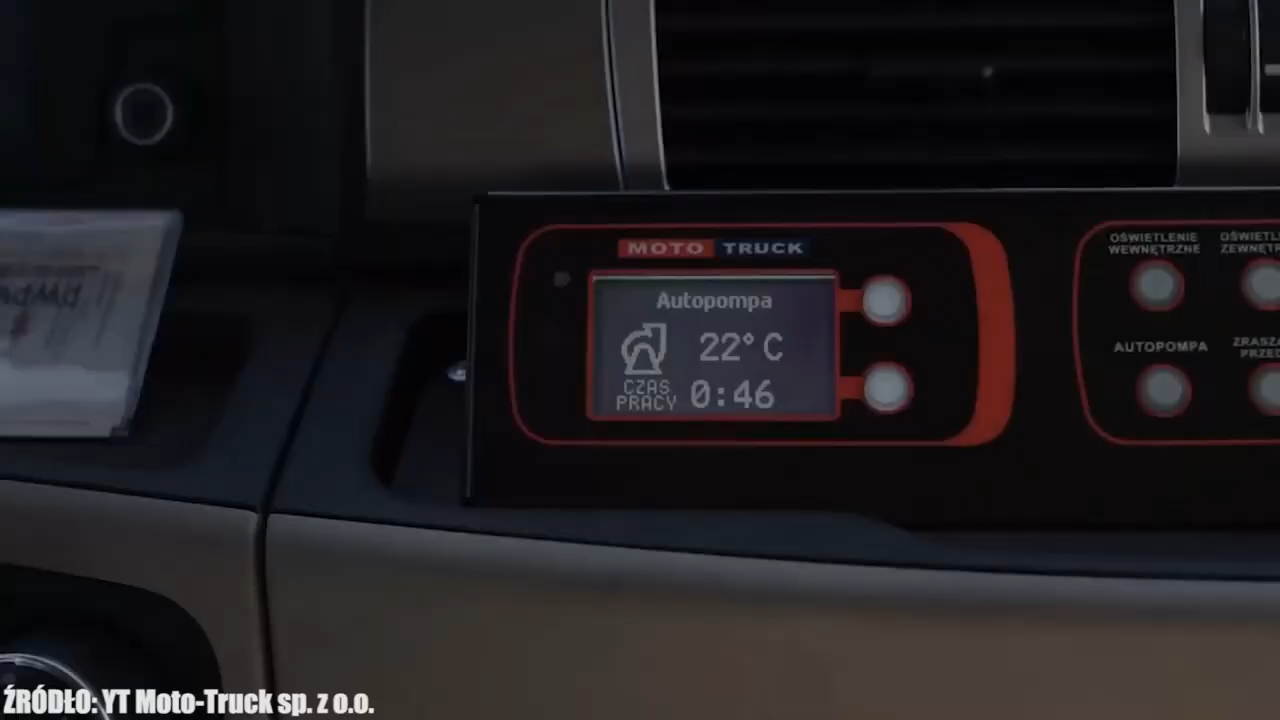 MOTO TRUCK
Autopompa
22°C
CZAS
PRACY 0:46
OŚWIETLENIE
WEWNĘTRZNE
AUTOPOMPA
ŹRÓDŁO: YT Moto-Truck sp. z o.o.